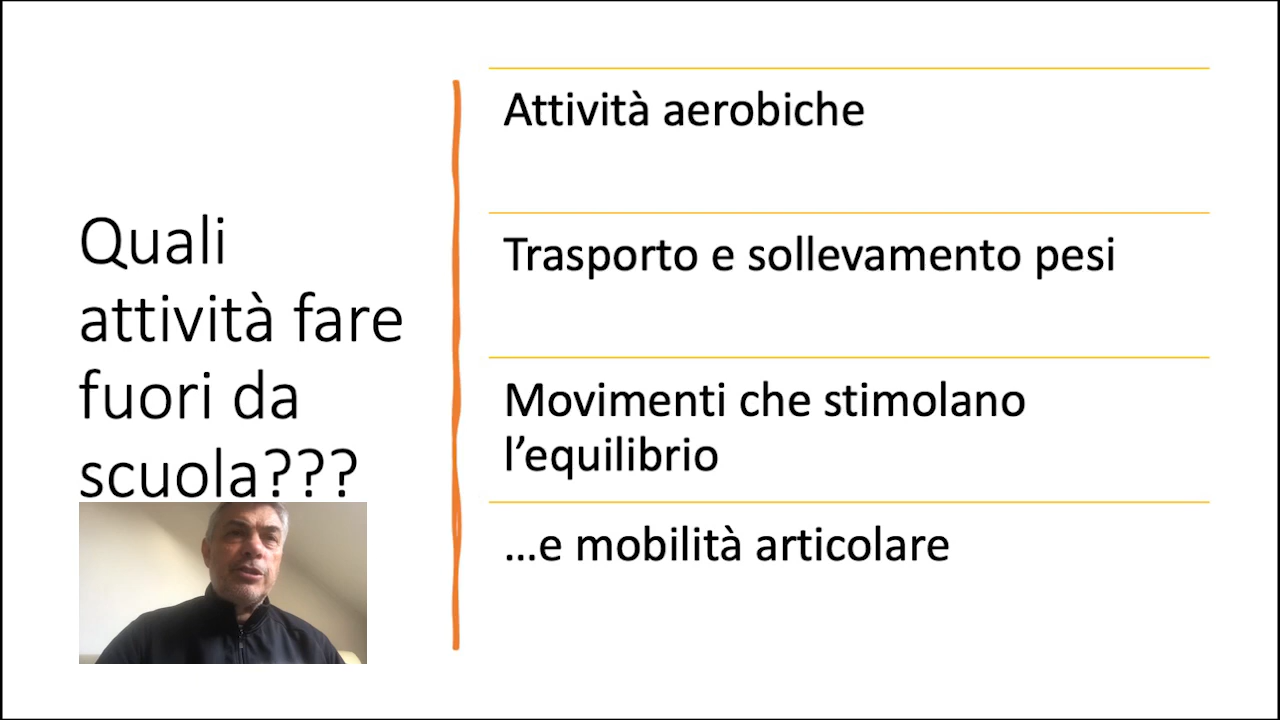 Quali
attività fare
fuori da
scuola???
Attività aerobiche
Trasporto e sollevamento pesi
Movimenti che stimolano
l’equilibrio
...e mobilità articolare